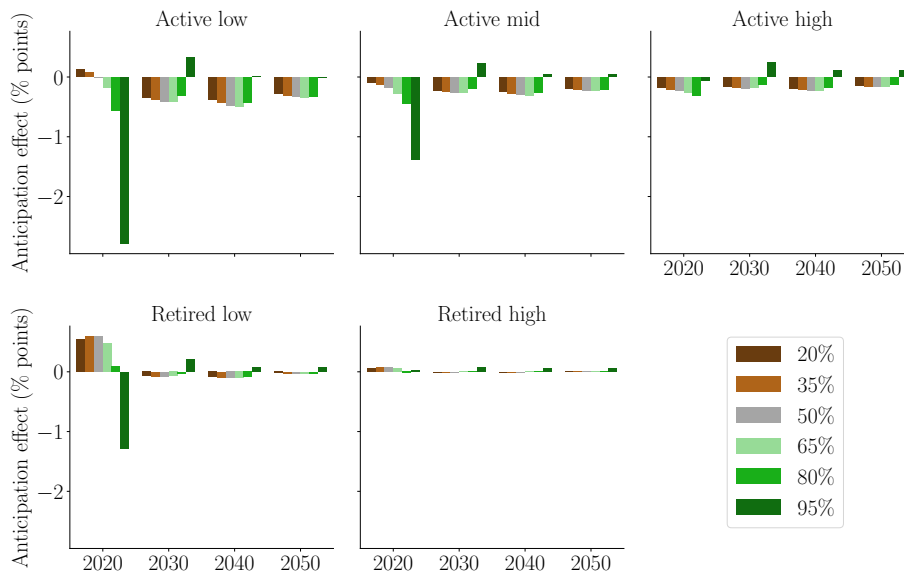 Active low
Active mid
Active high
Anticipation effect (% points)
0
−1
−2
2020 2030 2040 2050
Retired low
Retired high
Anticipation effect (% points)
0
−1
−2
2020 2030 2040 2050
2020 2030 2040 2050
20%
35%
50%
65%
80%
95%